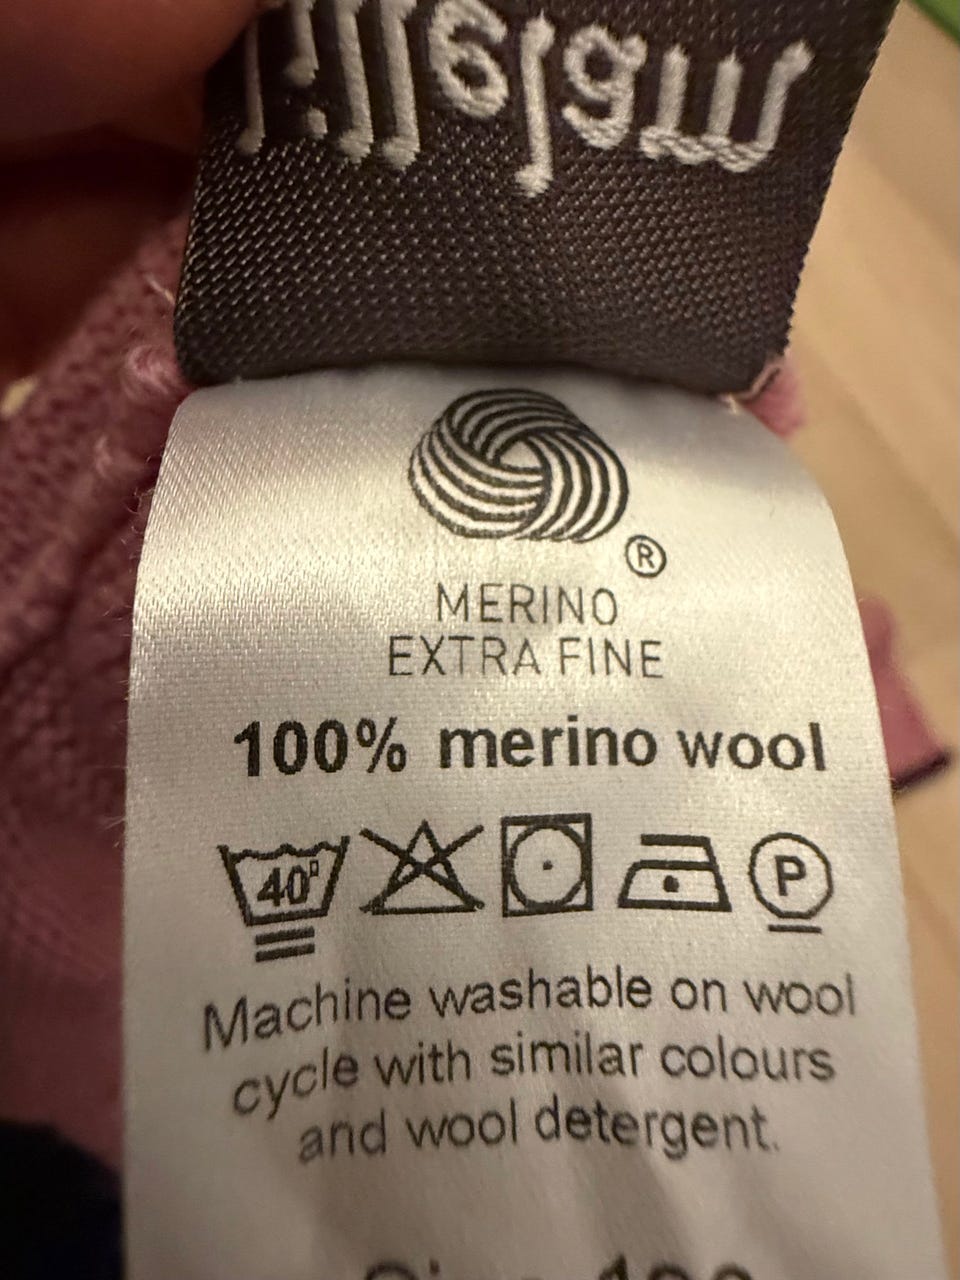 ®
MERINO
EXTRA FINE
100% merino wool
40° P
Machine washable on wool
cycle with similar colours
and wool detergent.